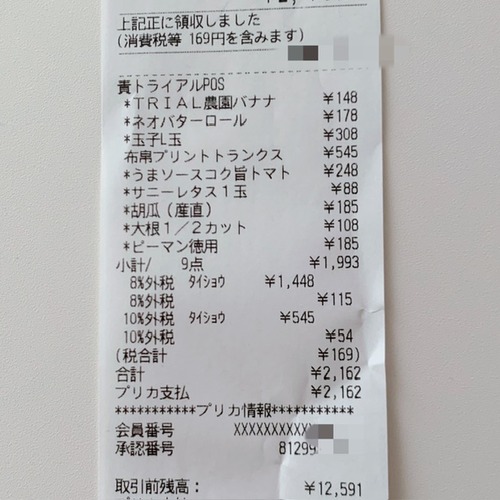 上記正に領収しました
(消費税等 169円を含みます)
貴トライアルPOS
*TRIAL農園バナナ ¥148
*ネオバターロール ¥178
*玉子L玉 ¥308
布帛プリントトランクス ¥545
*うまソースコク旨トマト ¥248
*サニーレタス1玉 ¥88
*胡瓜(産直) ¥185
*大根1/2カット ¥108
*ピーマン徳用 ¥185
小計/ 9点 ¥1,993
8%外税 タイショウ ¥1,448
8%外税 ¥115
10%外税 タイショウ ¥545
10%外税 ¥54
(税合計 ¥169)
合計 ¥2,162
プリカ支払 ¥2,162
***********プリカ情報***********
会員番号 XXXXXXXXXXX
承認番号 81299
取引前残高: ¥12,591